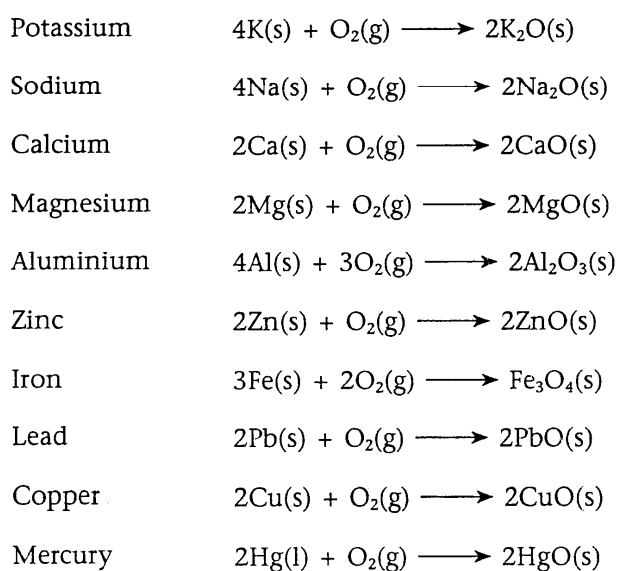 Potassium 4K(s) + O₂(g) ⟶ 2K₂O(s)
Sodium 4Na(s) + O₂(g) ⟶ 2Na₂O(s)
Calcium 2Ca(s) + O₂(g) ⟶ 2CaO(s)
Magnesium 2Mg(s) + O₂(g) ⟶ 2MgO(s)
Aluminium 4Al(s) + 3O₂(g) ⟶ 2Al₂O₃(s)
Zinc 2Zn(s) + O₂(g) ⟶ 2ZnO(s)
Iron 3Fe(s) + 2O₂(g) ⟶ Fe₃O₄(s)
Lead 2Pb(s) + O₂(g) ⟶ 2PbO(s)
Copper 2Cu(s) + O₂(g) ⟶ 2CuO(s)
Mercury 2Hg(l) + O₂(g) ⟶ 2HgO(s)